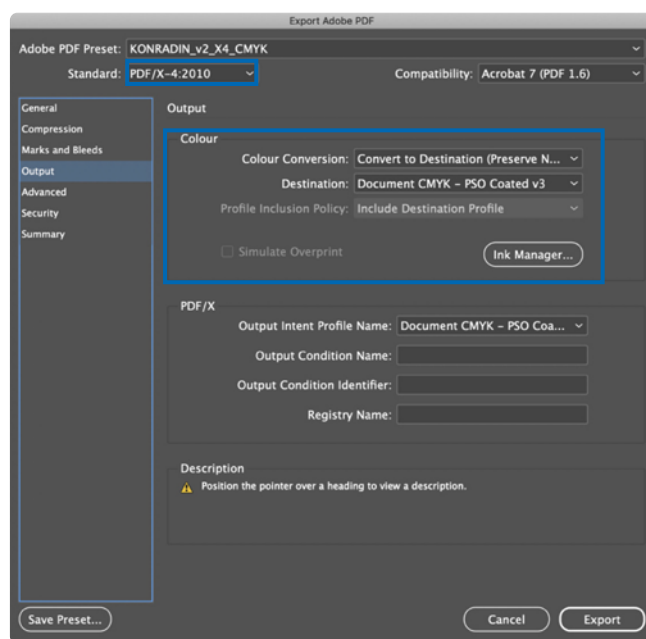 Export Adobe PDF
Adobe PDF Preset: KONRADIN_v2_X4_CMYK
Standard: PDF/X-4:2010 Compatibility: Acrobat 7 (PDF 1.6)
General
Compression
Marks and Bleeds
Output
Advanced
Security
Summary
Output
Colour
Colour Conversion: Convert to Destination (Preserve N...
Destination: Document CMYK – PSO Coated v3
Profile Inclusion Policy: Include Destination Profile
Simulate Overprint
Ink Manager...
PDF/X
Output Intent Profile Name: Document CMYK – PSO Coa...
Output Condition Name:
Output Condition Identifier:
Registry Name:
Description
Position the pointer over a heading to view a description.
Save Preset...
Cancel
Export